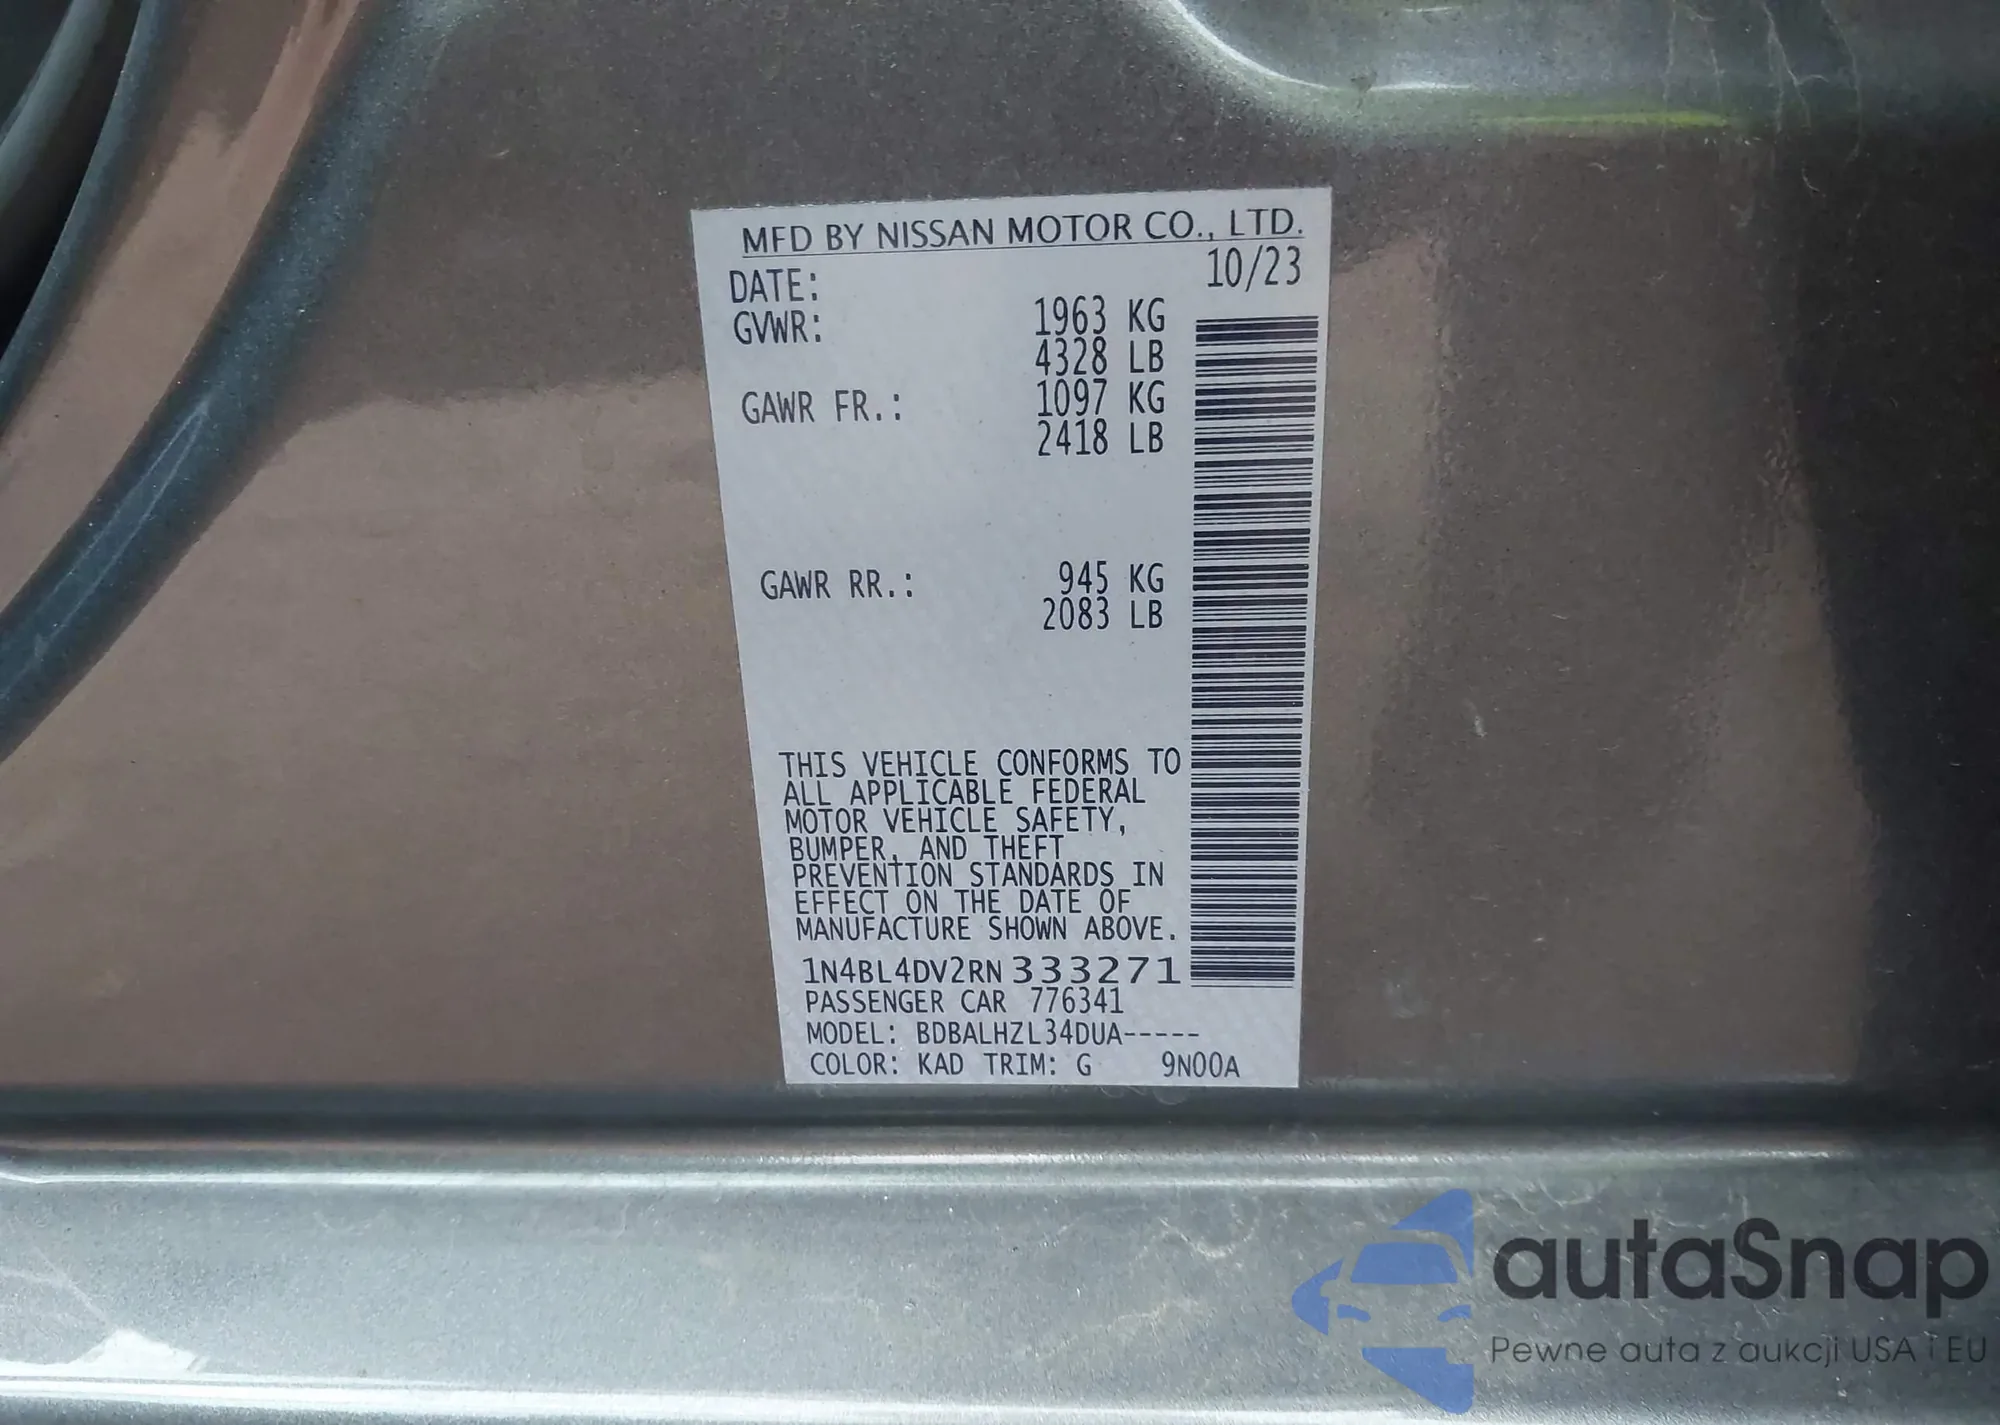 MFD BY NISSAN MOTOR CO., LTD.
DATE: 10/23
GVWR: 1963 KG
4328 LB
GAWR FR.: 1097 KG
2418 LB
GAWR RR.: 945 KG
2083 LB
THIS VEHICLE CONFORMS TO
ALL APPLICABLE FEDERAL
MOTOR VEHICLE SAFETY,
BUMPER, AND THEFT
PREVENTION STANDARDS IN
EFFECT ON THE DATE OF
MANUFACTURE SHOWN ABOVE.
1N4BL4DV2RN333271
PASSENGER CAR 776341
MODEL: BDBALHZL34DUA-----
COLOR: KAD TRIM: G 9N00A
autaSnap
Pewne auta z aukcji USA i EU